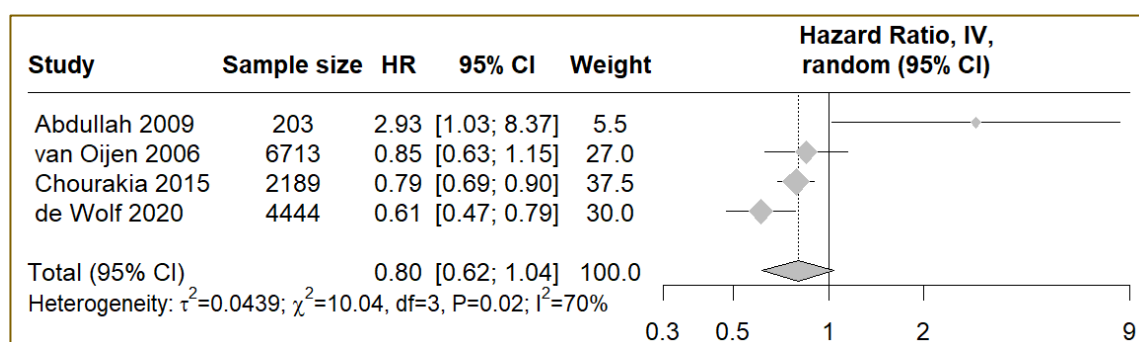 Study Sample size HR 95% CI Weight Hazard Ratio, IV, random (95% CI)
Abdullah 2009 203 2.93 [1.03; 8.37] 5.5
van Oijen 2006 6713 0.85 [0.63; 1.15] 27.0
Chourakia 2015 2189 0.79 [0.69; 0.90] 37.5
de Wolf 2020 4444 0.61 [0.47; 0.79] 30.0
Total (95% CI) 0.80 [0.62; 1.04] 100.0
Heterogeneity: τ²=0.0439; χ²=10.04, df=3, P=0.02; I²=70%
0.3 0.5 1 2 9